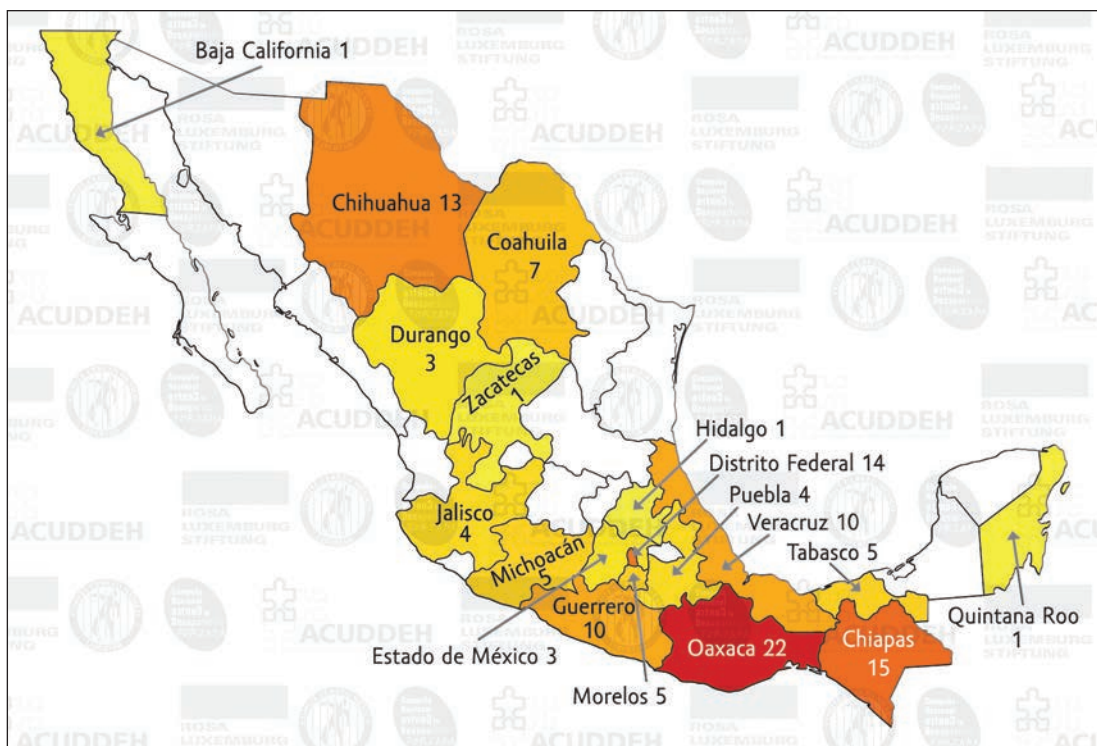 Baja California 1
Chihuahua 13
Coahuila
7
Durango
3
Zacatecas
1
Hidalgo 1
Distrito Federal 14
Puebla 4
Veracruz 10
Tabasco 5
Jalisco
4
Michoacán
5
Guerrero
10
Estado de México 3
Morelos 5
Oaxaca 22
Chiapas
15
Quintana Roo
1
ACUDDEH
ROSA
LUXEMBURG
STIFTUNG